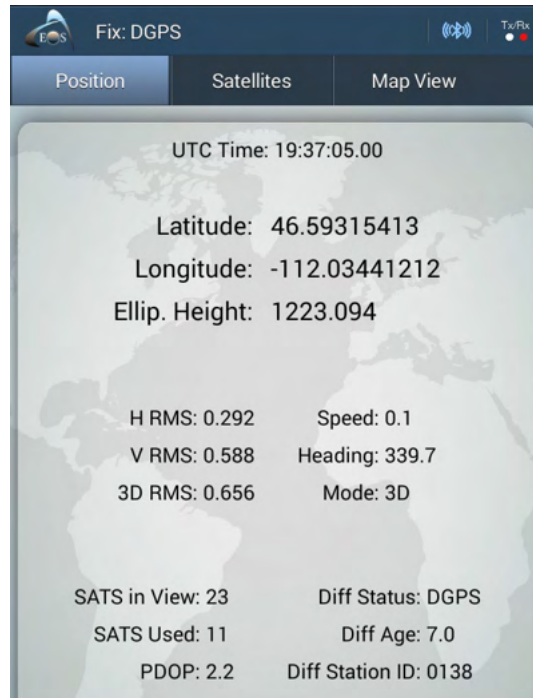 EOS
Fix: DGPS
Tx/Rx
Position Satellites Map View
UTC Time: 19:37:05.00
Latitude: 46.59315413
Longitude: -112.03441212
Ellip. Height: 1223.094
H RMS: 0.292 Speed: 0.1
V RMS: 0.588 Heading: 339.7
3D RMS: 0.656 Mode: 3D
SATS in View: 23 Diff Status: DGPS
SATS Used: 11 Diff Age: 7.0
PDOP: 2.2 Diff Station ID: 0138